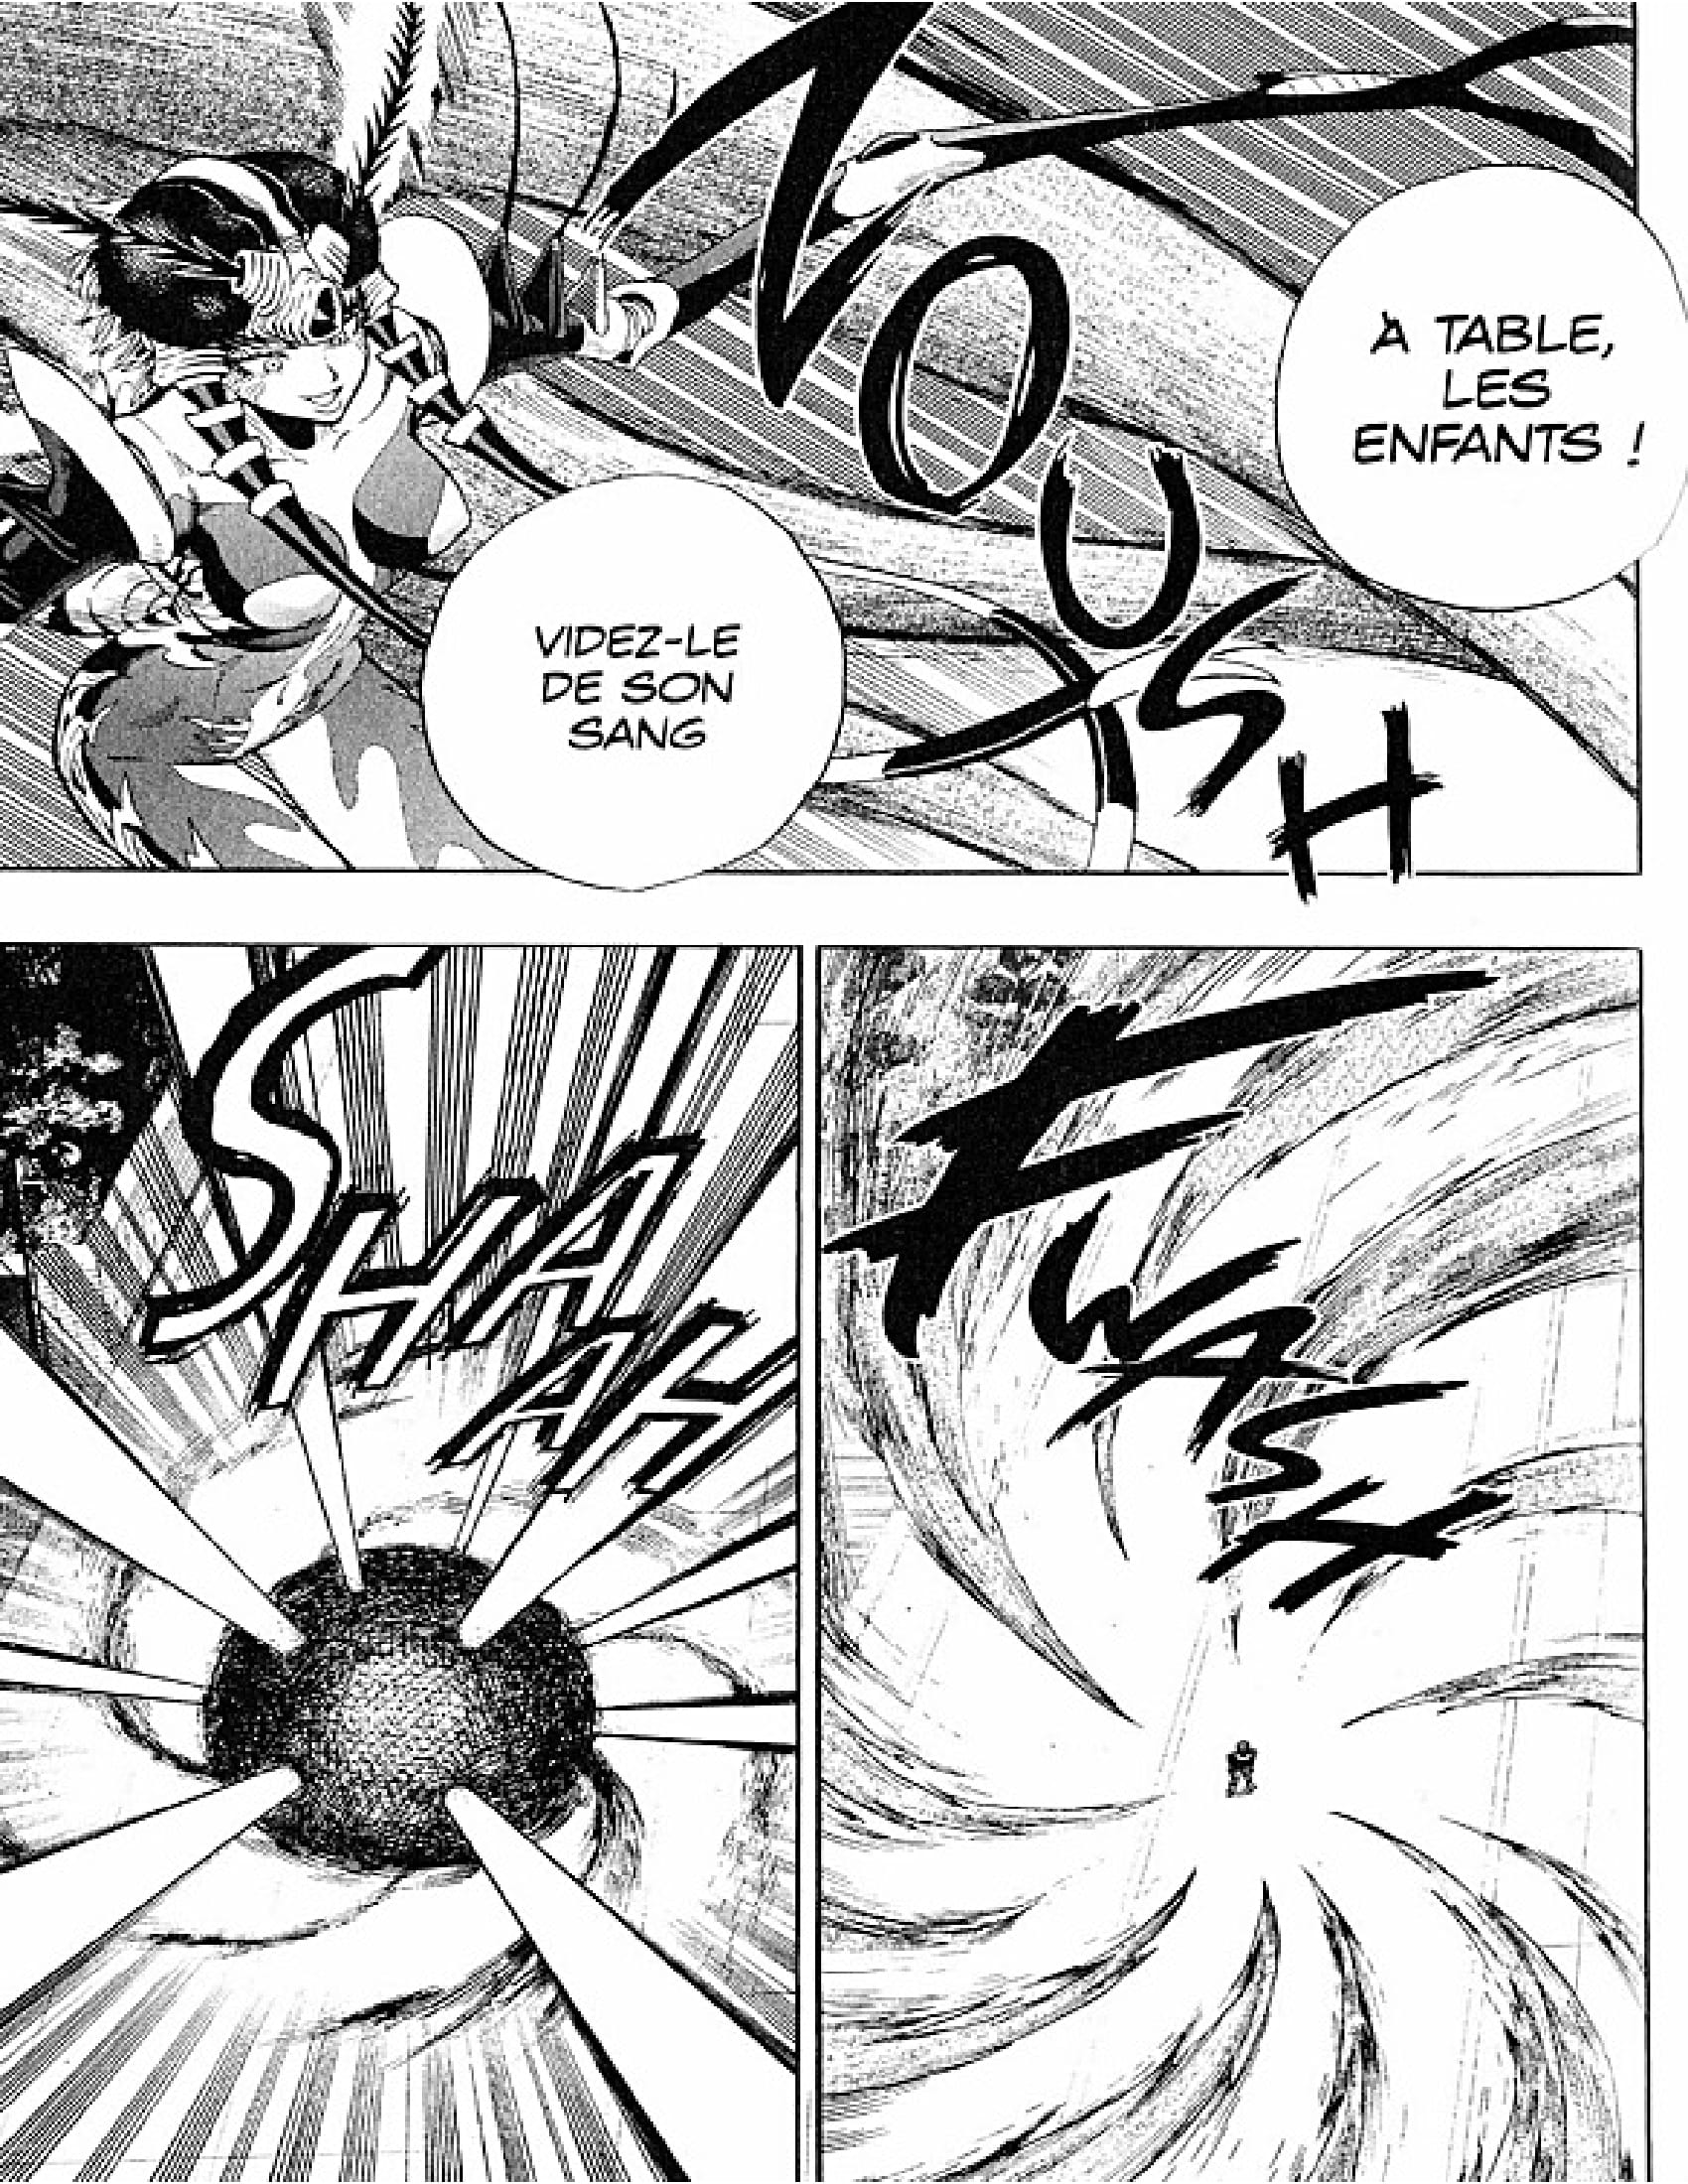 À TABLE,
LES
ENFANTS !
VIDEZ-LE
DE SON
SANG
VOUSH
FWASH
SHAAAH